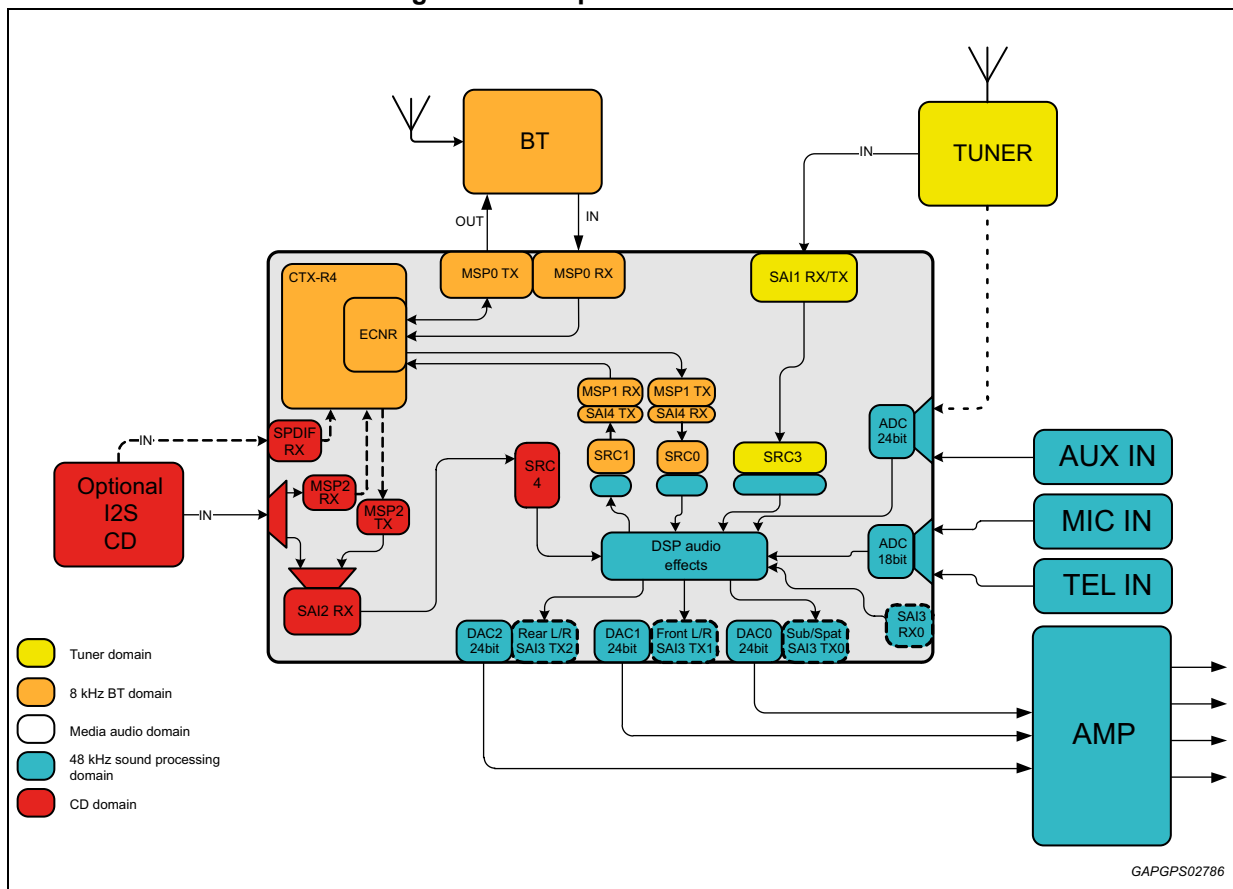 BT
TUNER
IN
OUT
IN
CTX-R4
MSP0 TX
MSP0 RX
SAI1 RX/TX
ECNR
MSP1 RX
MSP1 TX
SAI4 TX
SAI4 RX
ADC
24bit
SPDIF
RX
IN
SRC1
SRC0
SRC3
AUX IN
SRC
4
Optional
I2S
CD
IN
MSP2
RX
MSP2
TX
MIC IN
DSP audio
effects
ADC
18bit
TEL IN
SAI2 RX
SAI3
RX0
DAC2
24bit
Rear L/R
SAI3 TX2
DAC1
24bit
Front L/R
SAI3 TX1
DAC0
24bit
Sub/Spat
SAI3 TX0
AMP
Tuner domain
8 kHz BT domain
Media audio domain
48 kHz sound processing
domain
CD domain
GAPGPS02786